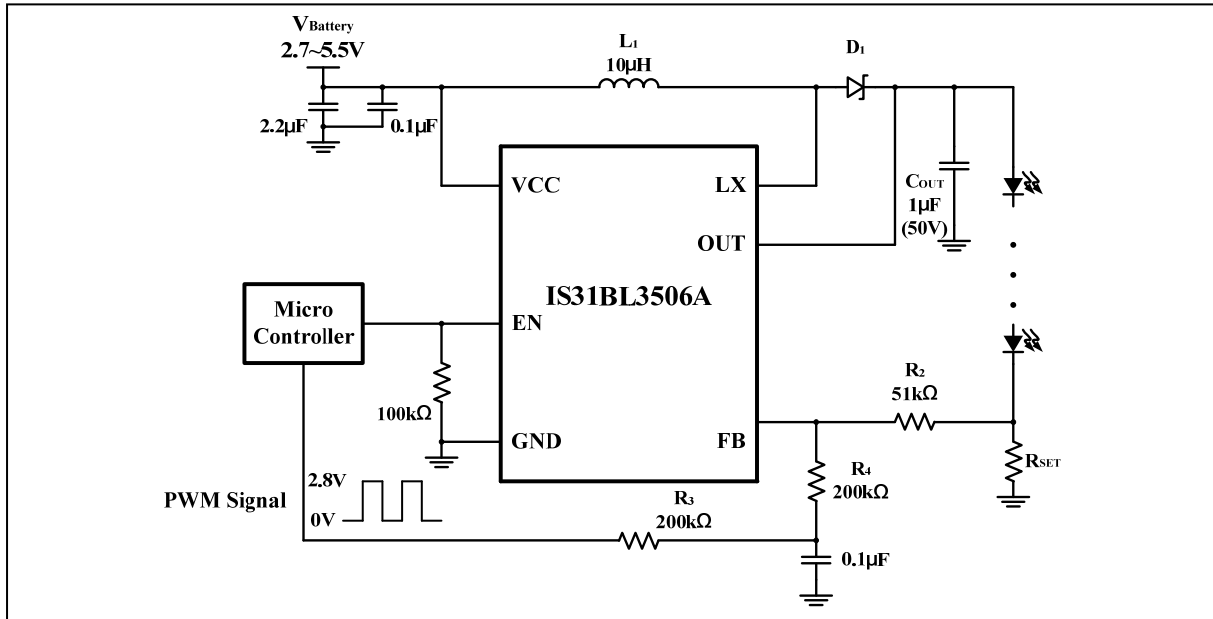 VBattery
2.7~5.5V
L1
10µH
D1
2.2µF
0.1µF
VCC
LX
COUT
1µF
(50V)
OUT
IS31BL3506A
Micro
Controller
EN
R2
51kΩ
100kΩ
GND
FB
RSET
R4
200kΩ
2.8V
PWM Signal
0V
R3
200kΩ
0.1µF